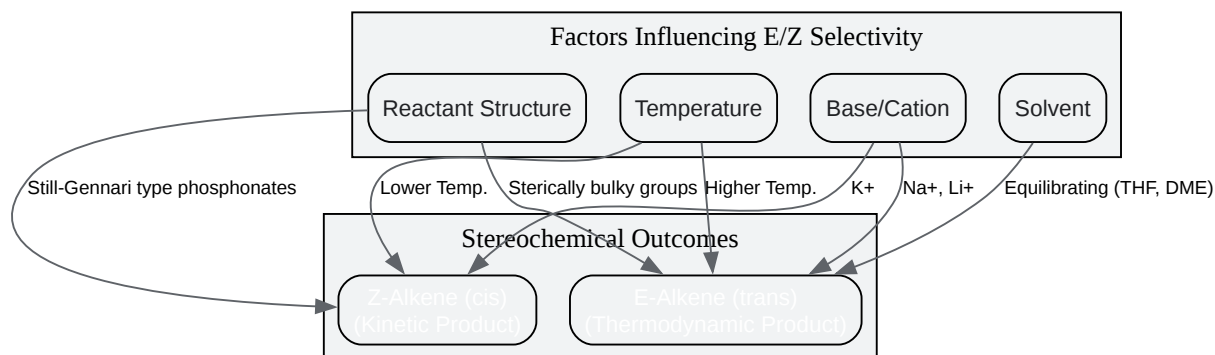 Factors Influencing E/Z Selectivity
Reactant Structure
Temperature
Base/Cation
Solvent
Still-Gennari type phosphonates
Lower Temp.
Sterically bulky groups
Higher Temp.
K+
Na+, Li+
Equilibrating (THF, DME)
Stereochemical Outcomes
Z-Alkene (cis)
(Kinetic Product)
E-Alkene (trans)
(Thermodynamic Product)